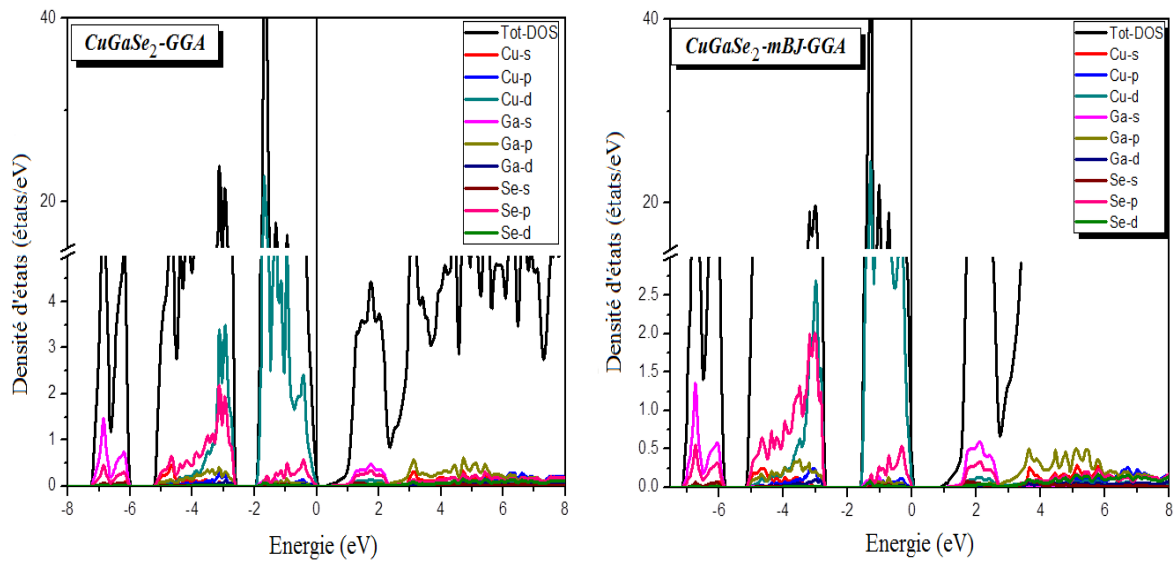 CuGaSe2-GGA
Tot-DOS
Cu-s
Cu-p
Cu-d
Ga-s
Ga-p
Ga-d
Se-s
Se-p
Se-d
40
20
4
3
2
1
0
-8 -6 -4 -2 0 2 4 6 8
Densité d'états (états/eV)
Energie (eV)
CuGaSe2-mBJ-GGA
Tot-DOS
Cu-s
Cu-p
Cu-d
Ga-s
Ga-p
Ga-d
Se-s
Se-p
Se-d
40
20
2.5
2.0
1.5
1.0
0.5
0.0
-6 -4 -2 0 2 4 6 8
Densité d'états (états/eV)
Energie (eV)